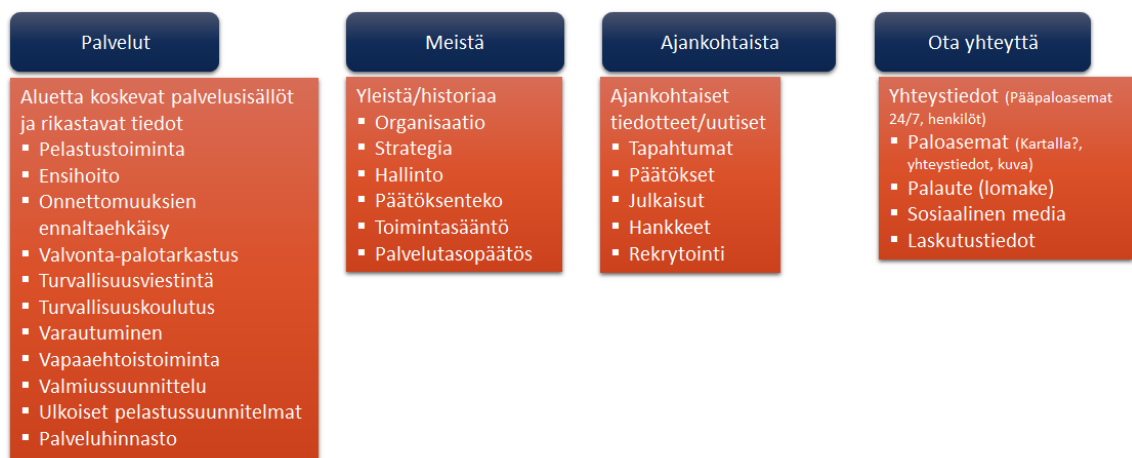 Palvelut
Aluetta koskevat palvelusisällöt
ja rikastavat tiedot
▪ Pelastustoiminta
▪ Ensihoito
▪ Onnettomuuksien
ennaltaehkäisy
▪ Valvonta-palotarkastus
▪ Turvallisuusviestintä
▪ Turvallisuuskoulutus
▪ Varautuminen
▪ Vapaaehtoistoiminta
▪ Valmiussuunnittelu
▪ Ulkoiset pelastussuunnitelmat
▪ Palveluhinnasto
Meistä
Yleistä/historiaa
▪ Organisaatio
▪ Strategia
▪ Hallinto
▪ Päätöksenteko
▪ Toimintasääntö
▪ Palvelutasopäätös
Ajankohtaista
Ajankohtaiset
tiedotteet/uutiset
▪ Tapahtumat
▪ Päätökset
▪ Julkaisut
▪ Hankkeet
▪ Rekrytointi
Ota yhteyttä
Yhteystiedot (Pääpaloasemat
24/7, henkilöt)
▪ Paloasemat (Kartalla?,
yhteystiedot, kuva)
▪ Palaute (lomake)
▪ Sosiaalinen media
▪ Laskutustiedot